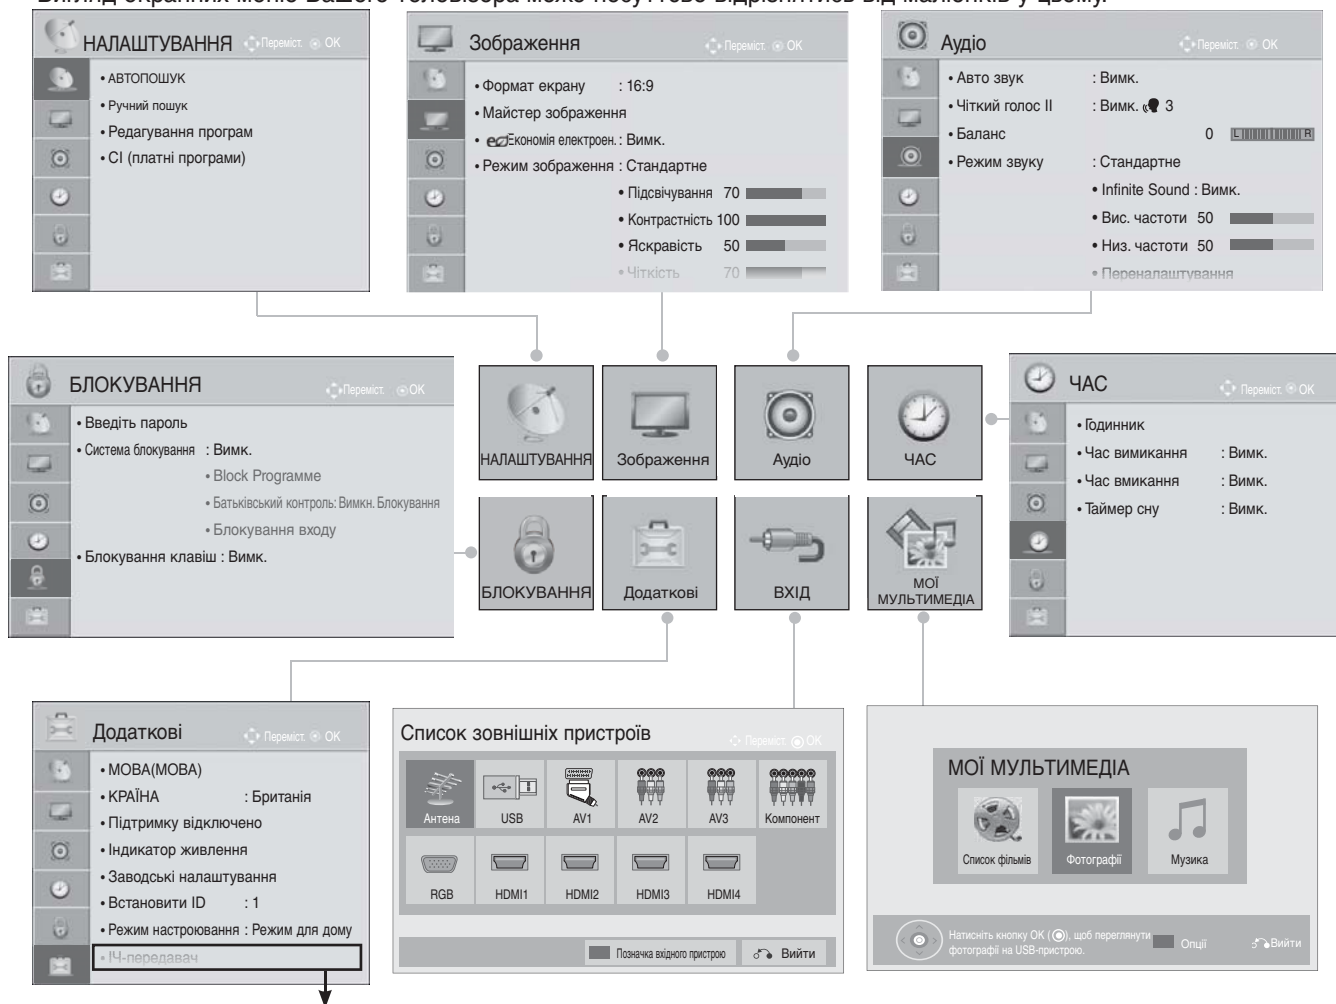 НАЛАШТУВАННЯ Переміст. OK
• АВТОПОШУК
• Ручний пошук
• Редагування програм
• CI (платні програми)
Зображення Переміст. OK
• Формат екрану : 16:9
• Майстер зображення
• eco Економія електроен. : Вимк.
• Режим зображення : Стандартне
• Підсвічування 70
• Контрастність 100
• Яскравість 50
• Чіткість 70
Аудіо Переміст. OK
• Авто звук : Вимк.
• Чіткий голос II : Вимк. 3
• Баланс 0 L R
• Режим звуку : Стандартне
• Infinite Sound : Вимк.
• Вис. частоти 50
• Низ. частоти 50
• Переналаштування
БЛОКУВАННЯ Переміст. OK
• Введіть пароль
• Система блокування : Вимк.
• Block Programme
• Батьківський контроль: Вимкн. Блокування
• Блокування входу
• Блокування клавіш : Вимк.
НАЛАШТУВАННЯ
Зображення
Аудіо
ЧАС
БЛОКУВАННЯ
Додаткові
ВХІД
МОЇ
МУЛЬТИМЕДІА
ЧАС Переміст. OK
• Годинник
• Час вимикання : Вимк.
• Час вмикання : Вимк.
• Таймер сну : Вимк.
Додаткові Переміст. OK
• МОВА(МОВА)
• КРАЇНА : Британія
• Підтримку відключено
• Індикатор живлення
• Заводські налаштування
• Встановити ID : 1
• Режим настроювання : Режим для дому
• ІЧ-передавач
Список зовнішніх пристроїв Переміст. OK
Антена USB AV1 AV2 AV3 Компонент
RGB HDMI1 HDMI2 HDMI3 HDMI4
Позначка вхідного пристрою Вийти
МОЇ МУЛЬТИМЕДІА
Список фільмів Фотографії Музика
Натисніть кнопку OK (), щоб переглянути
фотографії на USB-пристрою.
Опції Вийти